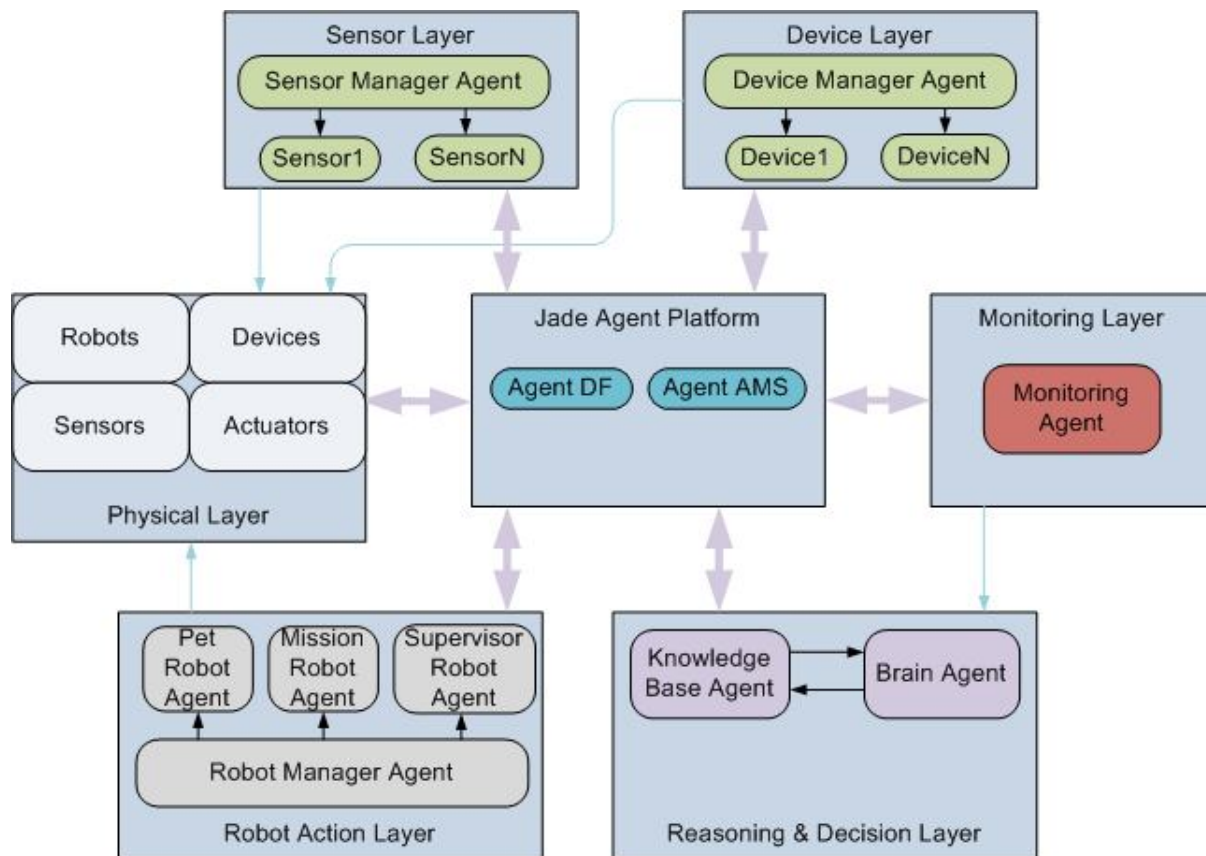 Sensor Layer
Sensor Manager Agent
Sensor1
SensorN
Device Layer
Device Manager Agent
Device1
DeviceN
Robots
Devices
Sensors
Actuators
Physical Layer
Jade Agent Platform
Agent DF
Agent AMS
Monitoring Layer
Monitoring
Agent
Pet
Robot
Agent
Mission
Robot
Agent
Supervisor
Robot
Agent
Robot Manager Agent
Robot Action Layer
Knowledge
Base Agent
Brain Agent
Reasoning & Decision Layer